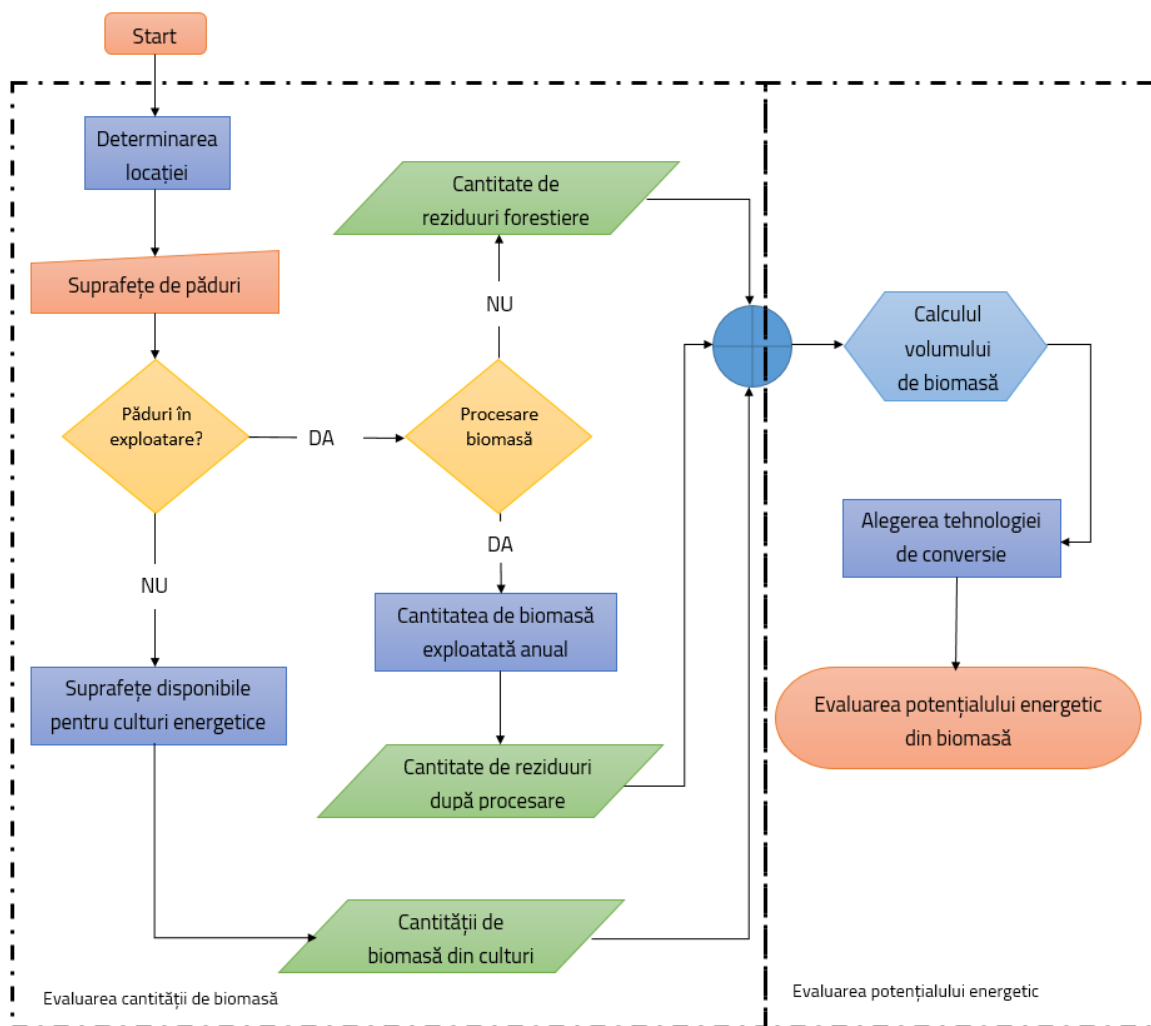 Start
Determinarea
locației
Suprafețe de păduri
Păduri în
exploatare?
DA
NU
Procesare
biomasă
NU
DA
Cantitate de
reziduuri forestiere
Cantitatea de biomasă
exploatată anual
Cantitate de reziduuri
după procesare
Suprafețe disponibile
pentru culturi energetice
Cantității de
biomasă din culturi
Evaluarea cantității de biomasă
Calculul
volumului
de biomasă
Alegerea tehnologiei
de conversie
Evaluarea potențialului energetic
din biomasă
Evaluarea potențialului energetic